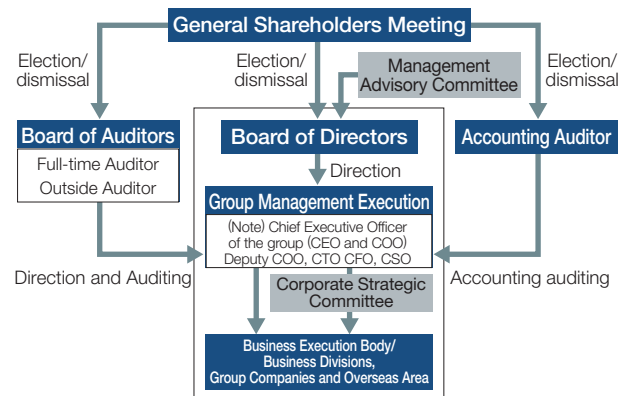 General Shareholders Meeting
Election/
dismissal
Election/
dismissal
Management
Advisory Committee
Election/
dismissal
Board of Auditors
Full-time Auditor
Outside Auditor
Board of Directors
Accounting Auditor
Direction
Group Management Execution
(Note) Chief Executive Officer
of the group (CEO and COO)
Deputy COO, CTO CFO, CSO
Direction and Auditing
Corporate Strategic
Committee
Accounting auditing
Business Execution Body/
Business Divisions,
Group Companies and Overseas Area